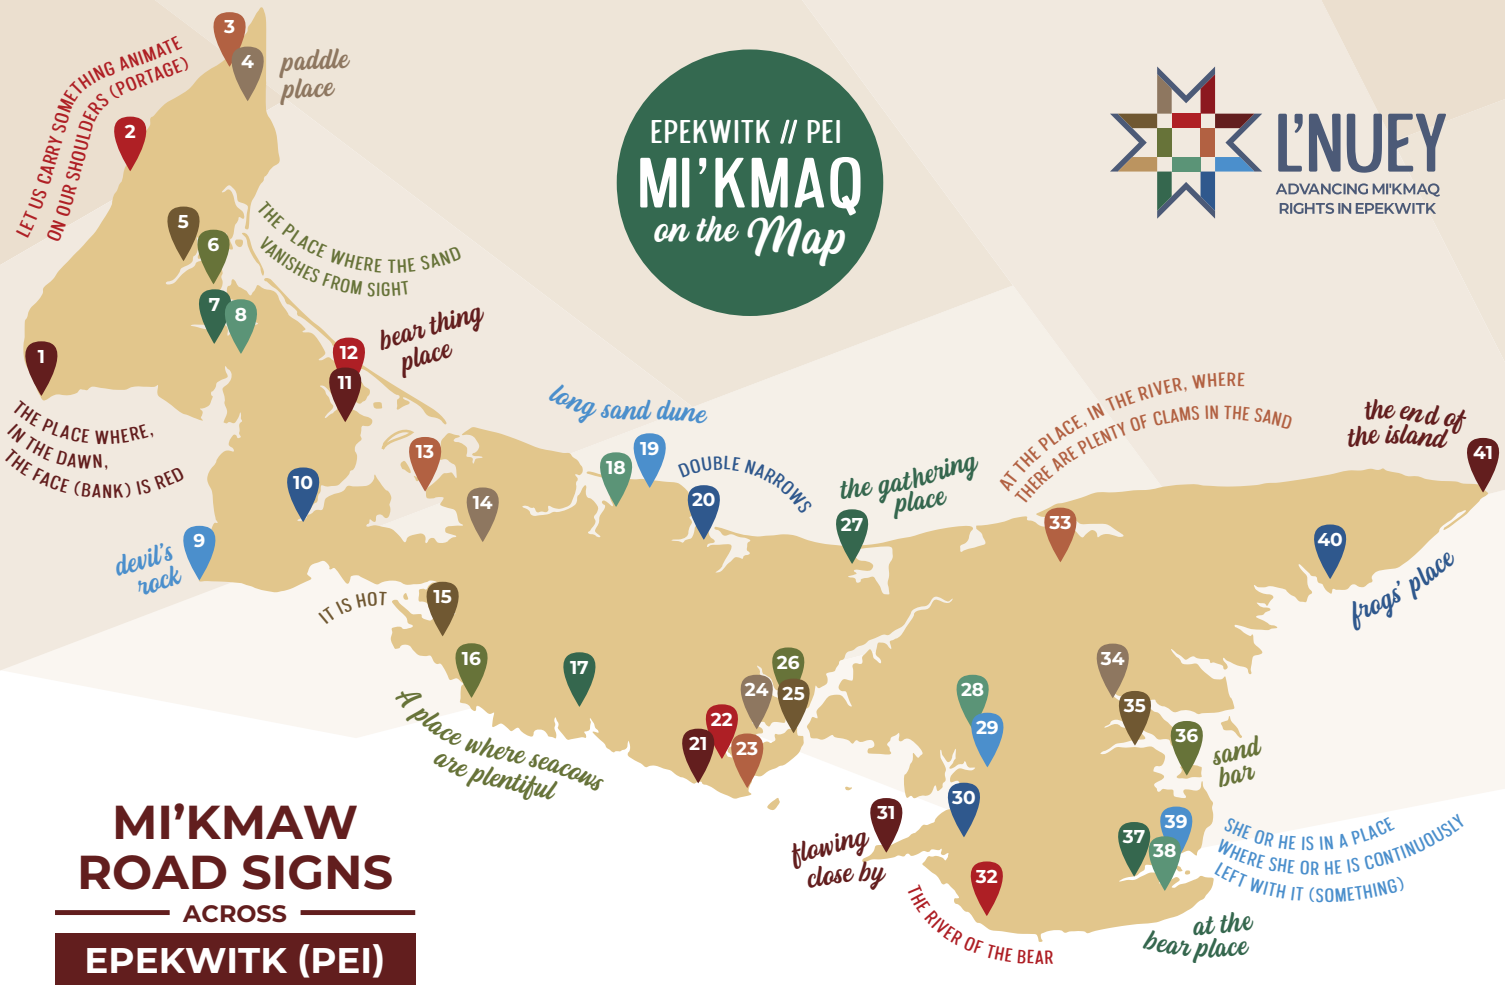 EPEKWITK // PEI
MI'KMAQ
on the Map
L'NUEY
ADVANCING MI'KMAQ
RIGHTS IN EPEKWITK
3
4
paddle
place
LET US CARRY SOMETHING ANIMATE
ON OUR SHOULDERS (PORTAGE)
2
5
6
THE PLACE WHERE THE SAND
VANISHES FROM SIGHT
7
8
bear thing
place
12
11
1
THE PLACE WHERE,
IN THE DAWN,
THE FACE (BANK) IS RED
long sand dune
13
10
14
18
19
DOUBLE NARROWS
20
the gathering
place
27
AT THE PLACE, IN THE RIVER, WHERE
THERE ARE PLENTY OF CLAMS IN THE SAND
33
the end of
the island
41
40
frogs' place
9
devil's
rock
IT IS HOT
15
16
17
A place where seacows
are plentiful
26
24
25
22
21
23
28
29
34
35
36
sand
bar
30
31
flowing
close by
32
THE RIVER OF THE BEAR
39
37
38
SHE OR HE IS IN A PLACE
WHERE SHE OR HE IS CONTINUOUSLY
LEFT WITH IT (SOMETHING)
at the
bear place
MI'KMAW
ROAD SIGNS
ACROSS
EPEKWITK (PEI)